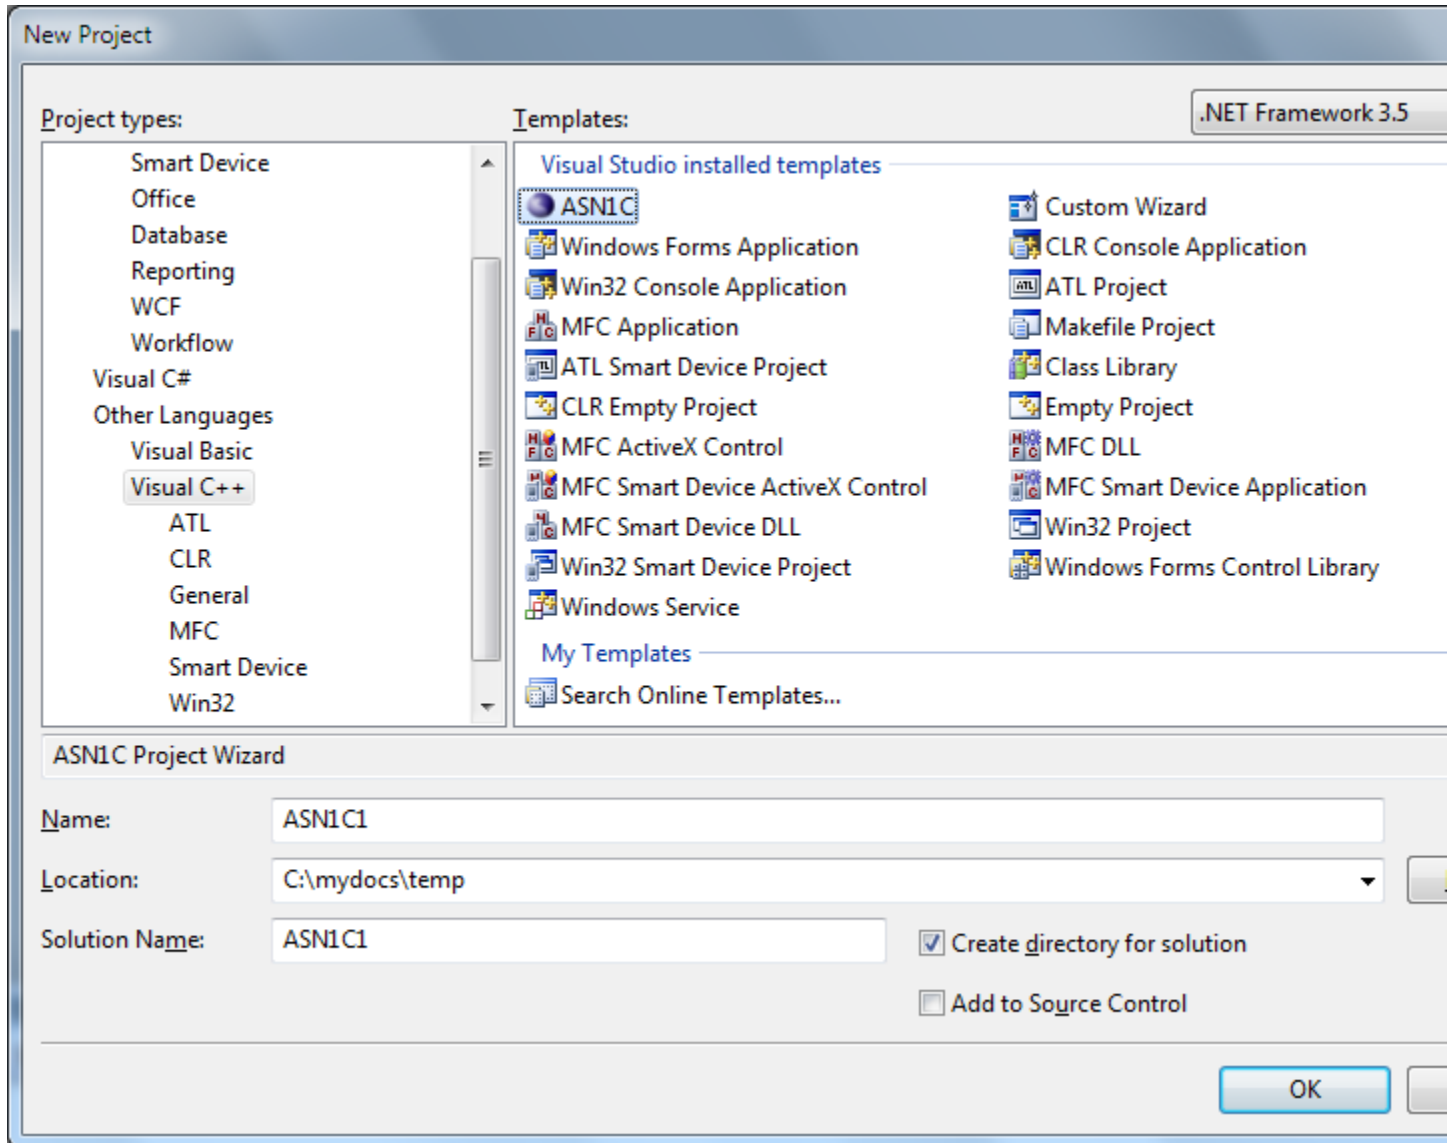 New Project
Project types:
Templates:
.NET Framework 3.5
Smart Device
Office
Database
Reporting
WCF
Workflow
Visual C#
Other Languages
Visual Basic
Visual C++
ATL
CLR
General
MFC
Smart Device
Win32
Visual Studio installed templates
ASN1C
Custom Wizard
Windows Forms Application
CLR Console Application
Win32 Console Application
ATL Project
MFC Application
Makefile Project
ATL Smart Device Project
Class Library
CLR Empty Project
Empty Project
MFC ActiveX Control
MFC DLL
MFC Smart Device ActiveX Control
MFC Smart Device Application
MFC Smart Device DLL
Win32 Project
Win32 Smart Device Project
Windows Forms Control Library
Windows Service
My Templates
Search Online Templates...
ASN1C Project Wizard
Name:
ASN1C1
Location:
C:\mydocs\temp
Solution Name:
ASN1C1
Create directory for solution
Add to Source Control
OK